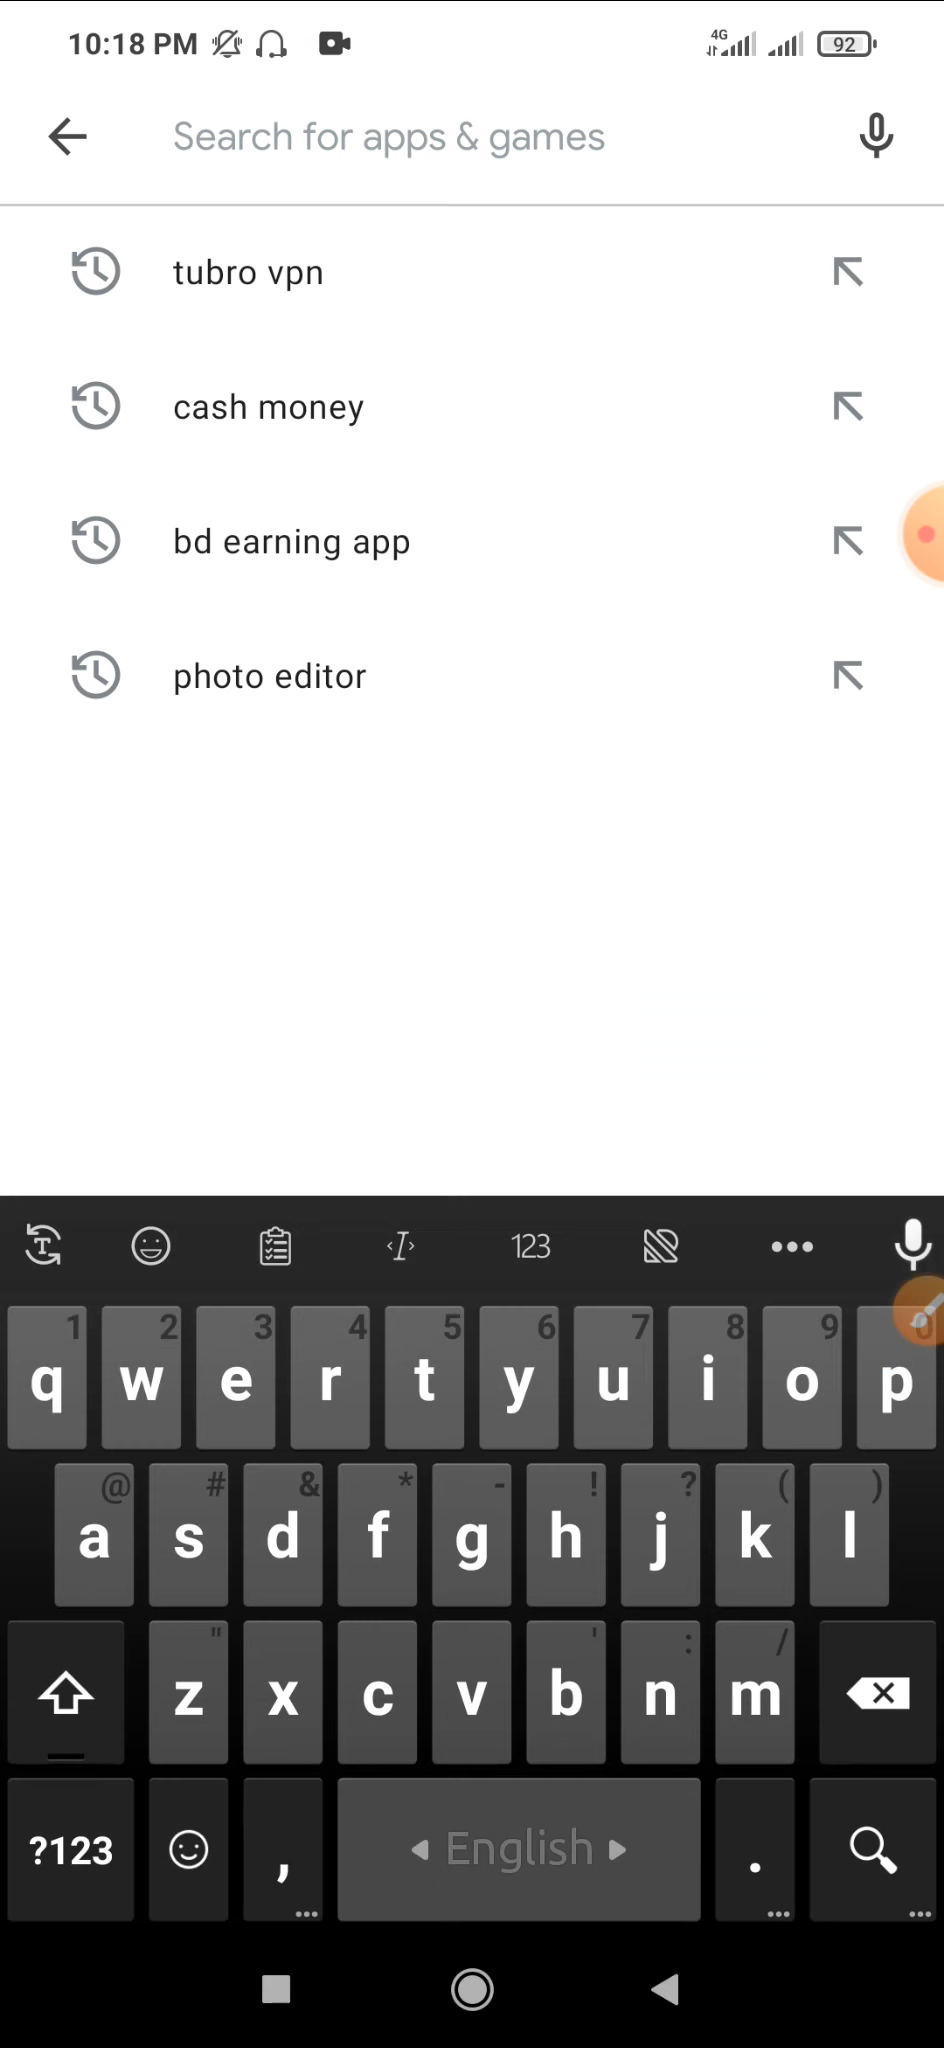 10:18 PM 4G 92
Search for apps & games
tubro vpn
cash money
bd earning app
photo editor
123
1 2 3 4 5 6 7 8 9 0
q w e r t y u i o p
@ # & * - ! ? ( )
a s d f g h j k l
" ' : /
z x c v b n m
?123 , English .